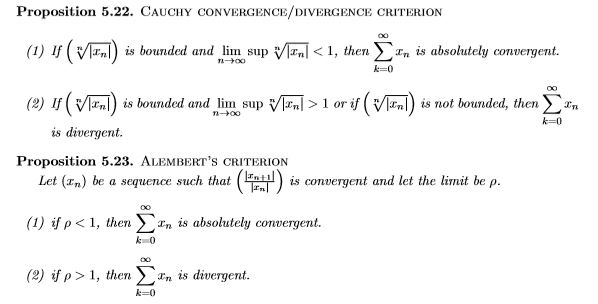 Proposition 5.22. CAUCHY CONVERGENCE/DIVERGENCE CRITERION
(1) If $\left(\sqrt[n]{|x_n|}\right)$ is bounded and $\lim_{n\to\infty} \sup \sqrt[n]{|x_n|} < 1$, then $\sum_{k=0}^{\infty} x_n$ is absolutely convergent.
(2) If $\left(\sqrt[n]{|x_n|}\right)$ is bounded and $\lim_{n\to\infty} \sup \sqrt[n]{|x_n|} > 1$ or if $\left(\sqrt[n]{|x_n|}\right)$ is not bounded, then $\sum_{k=0}^{\infty} x_n$
is divergent.
Proposition 5.23. ALEMBERT'S CRITERION
Let $(x_n)$ be a sequence such that $\left(\frac{|x_{n+1}|}{|x_n|}\right)$ is convergent and let the limit be $\rho$.
(1) if $\rho < 1$, then $\sum_{k=0}^{\infty} x_n$ is absolutely convergent.
(2) if $\rho > 1$, then $\sum_{k=0}^{\infty} x_n$ is divergent.